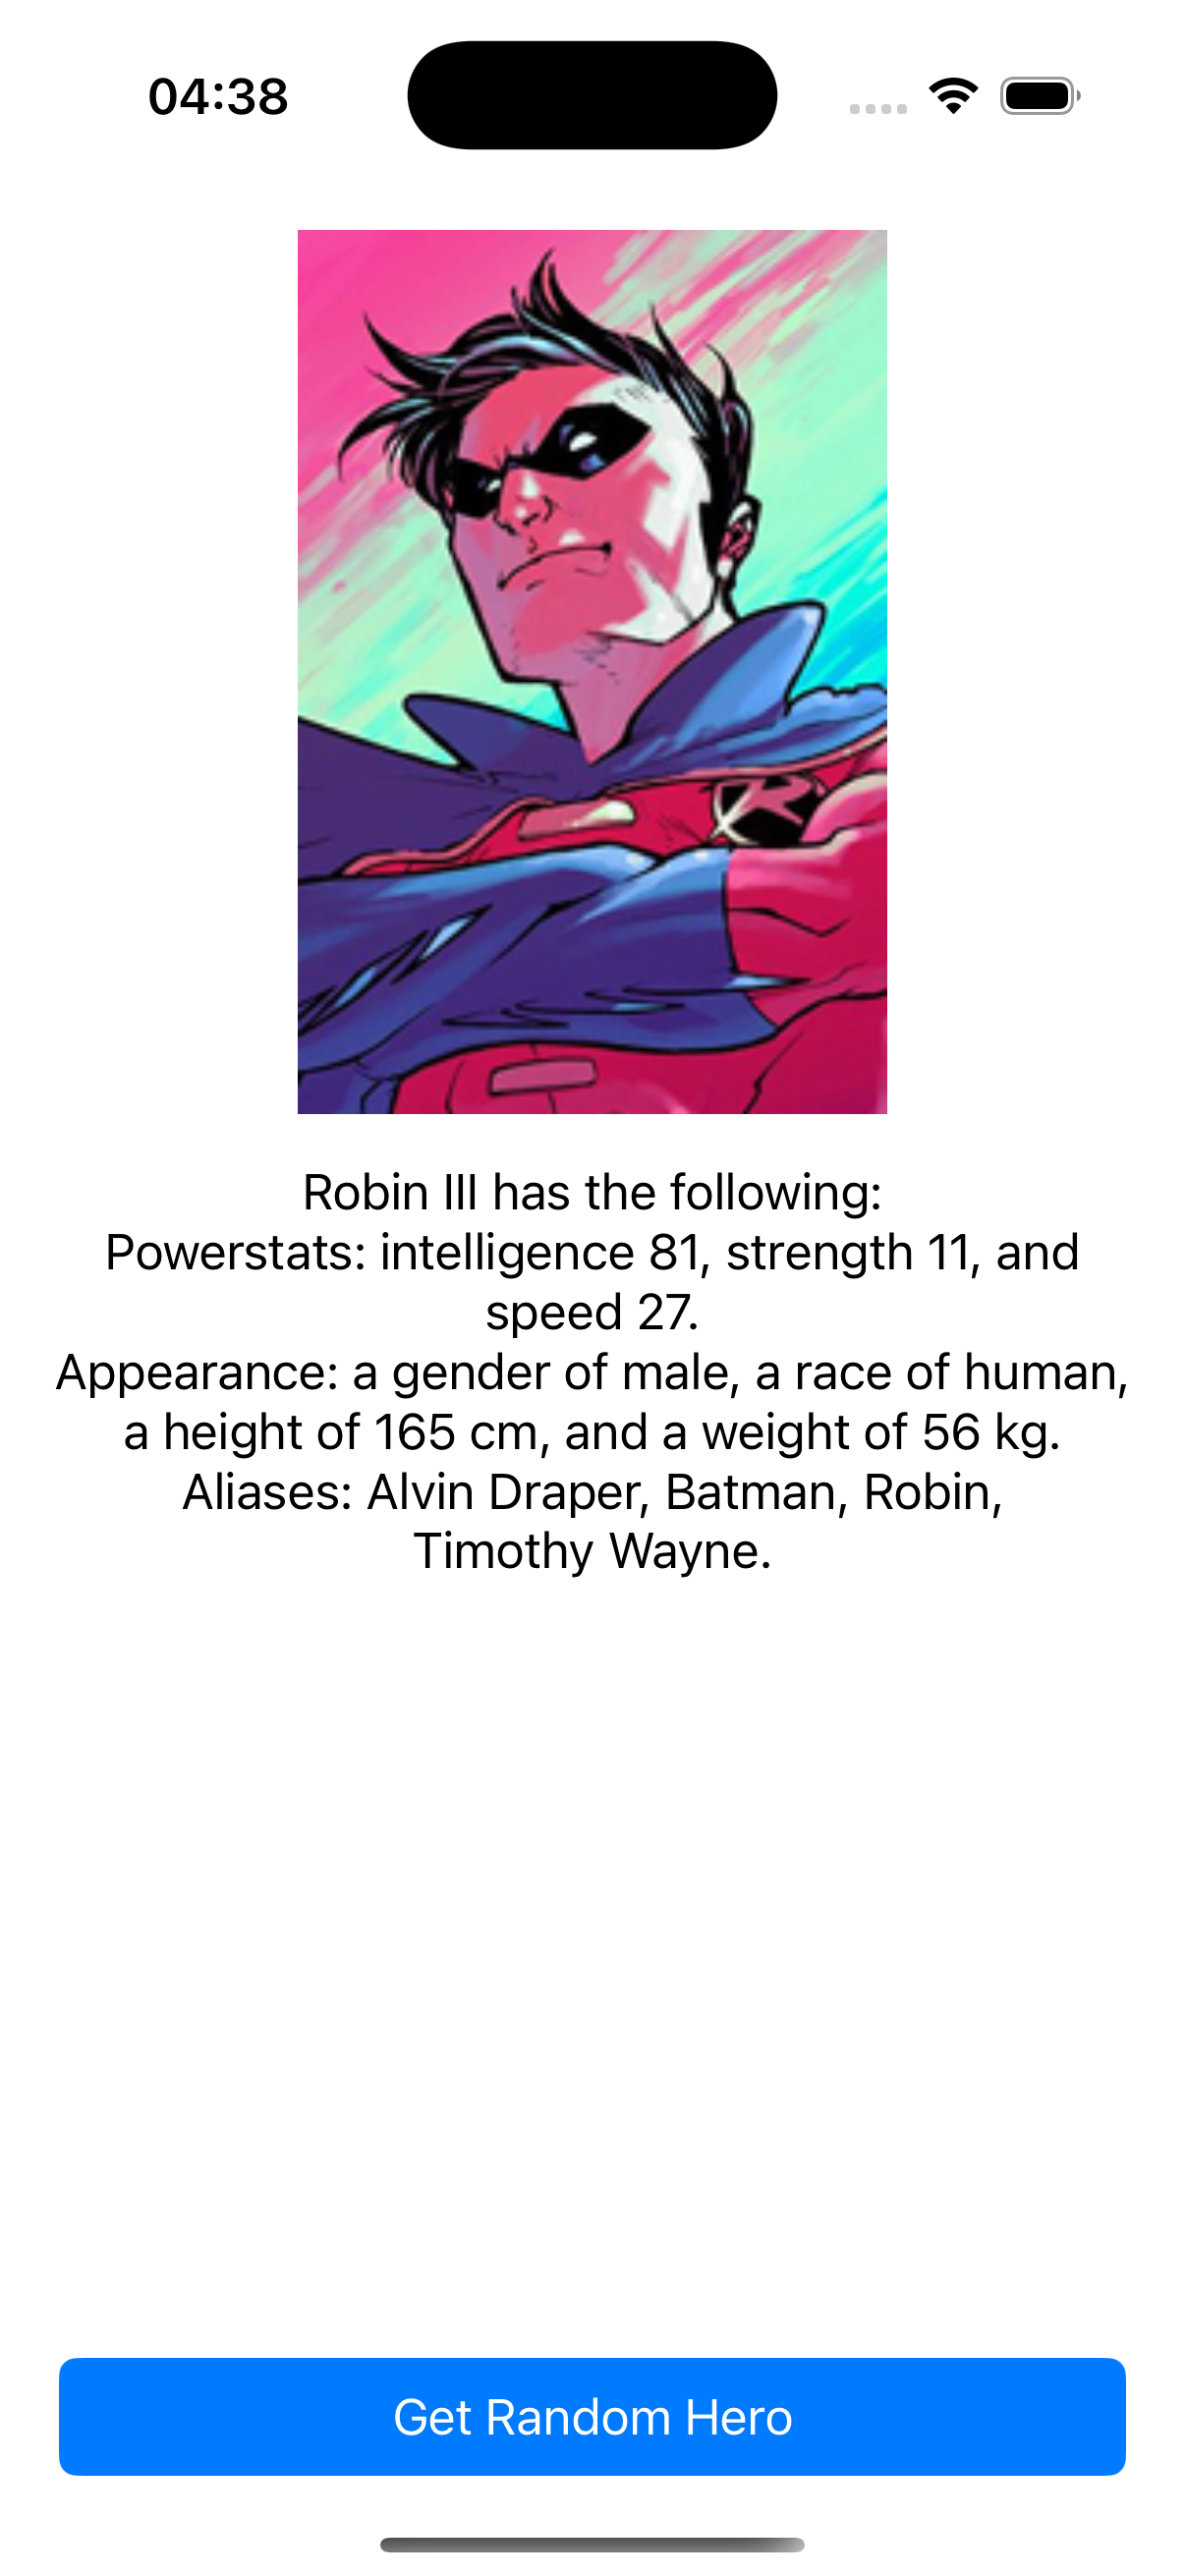 04:38
R
Robin III has the following:
Powerstats: intelligence 81, strength 11, and
speed 27.
Appearance: a gender of male, a race of human,
a height of 165 cm, and a weight of 56 kg.
Aliases: Alvin Draper, Batman, Robin,
Timothy Wayne.
Get Random Hero